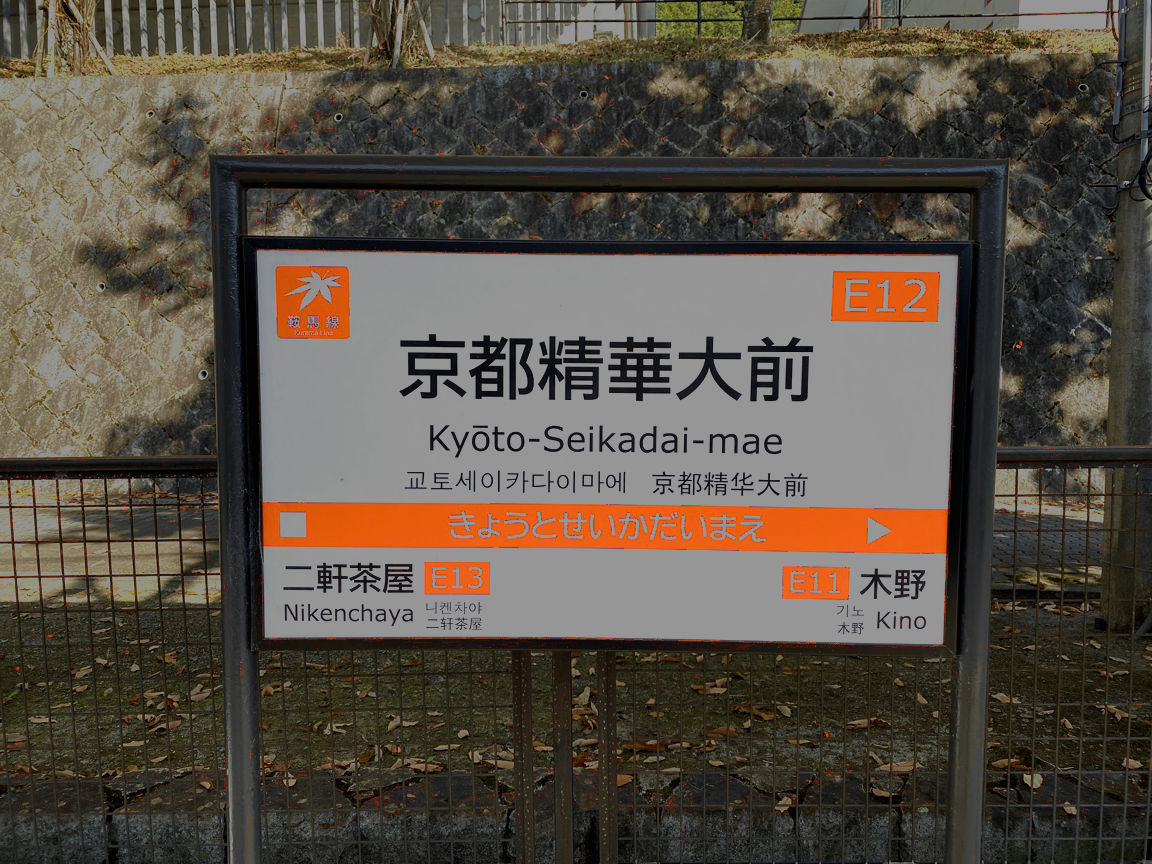 鞍馬線
Kurama Line
E12
京都精華大前
Kyōto-Seikadai-mae
교토세이카다이마에 京都精华大前
きょうとせいかだいまえ
二軒茶屋 E13
Nikenchaya
니켄차야
二轩茶屋
E11 木野
기노
木野
Kino